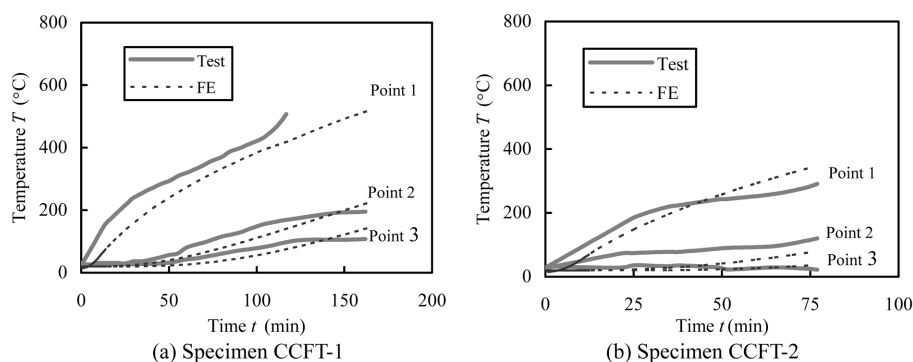 800
600
400
200
0
Temperature T (°C)
Test
FE
Point 1
Point 2
Point 3
0 50 100 150 200
Time t (min)
(a) Specimen CCFT-1
800
600
400
200
0
Temperature T (°C)
Test
FE
Point 1
Point 2
Point 3
0 25 50 75 100
Time t (min)
(b) Specimen CCFT-2